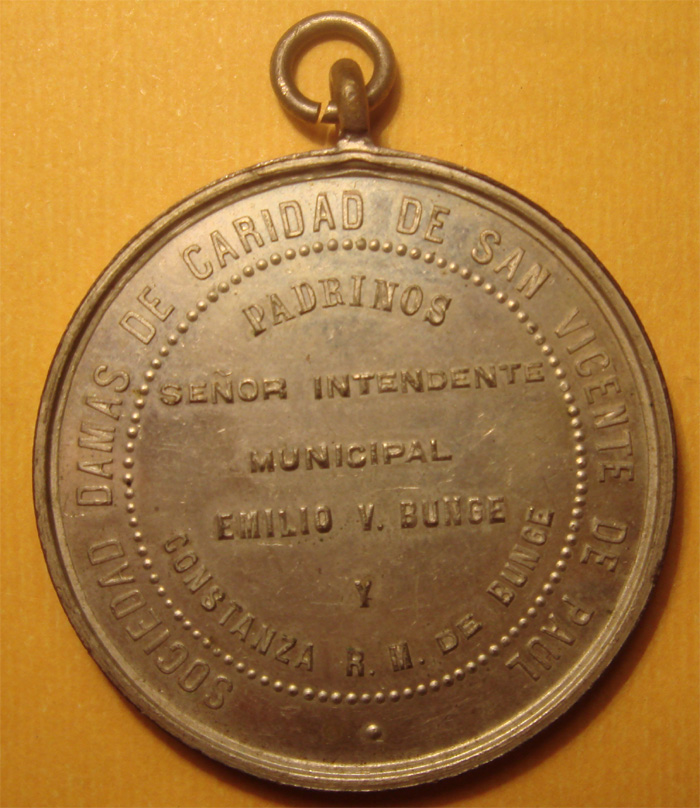 SOCIEDAD DAMAS DE CARIDAD DE SAN VICENTE DE PAUL
PADRINOS
SEÑOR INTENDENTE
MUNICIPAL
EMILIO V. BUNGE
Y
CONSTANZA R. M. DE BUNGE